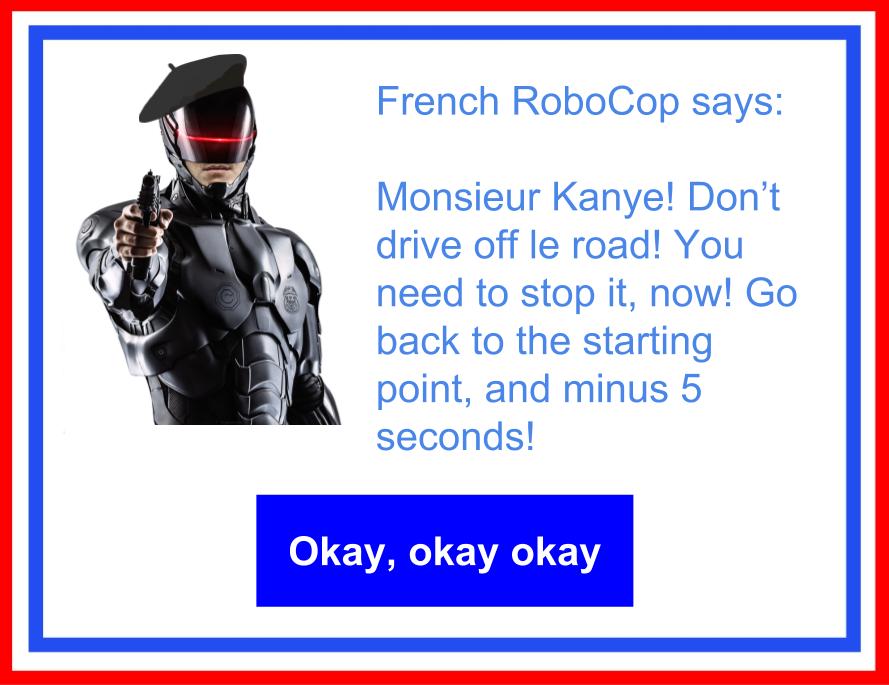 French RoboCop says:
Monsieur Kanye! Don’t
drive off le road! You
need to stop it, now! Go
back to the starting
point, and minus 5
seconds!
Okay, okay okay